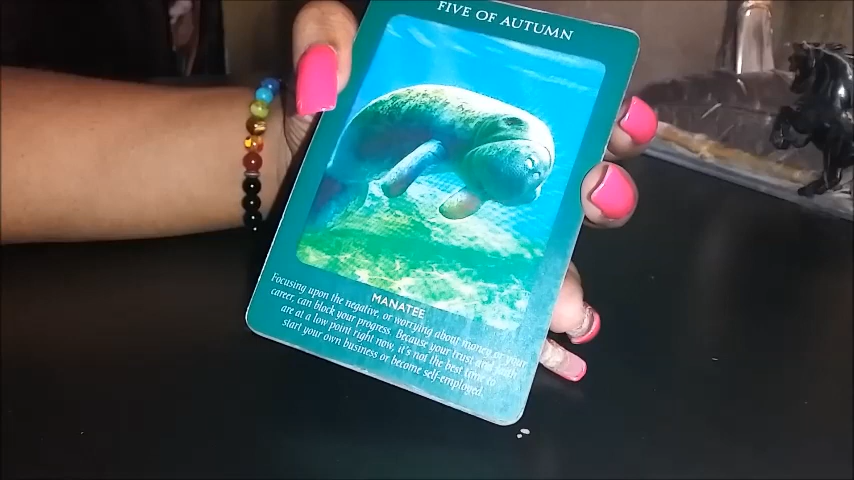 FIVE OF AUTUMN
MANATEE
Focusing upon the negative, or worrying about money or your
career, can block your progress. Because your trust and faith
are at a low point right now, it's not the best time to
start your own business or become self-employed.